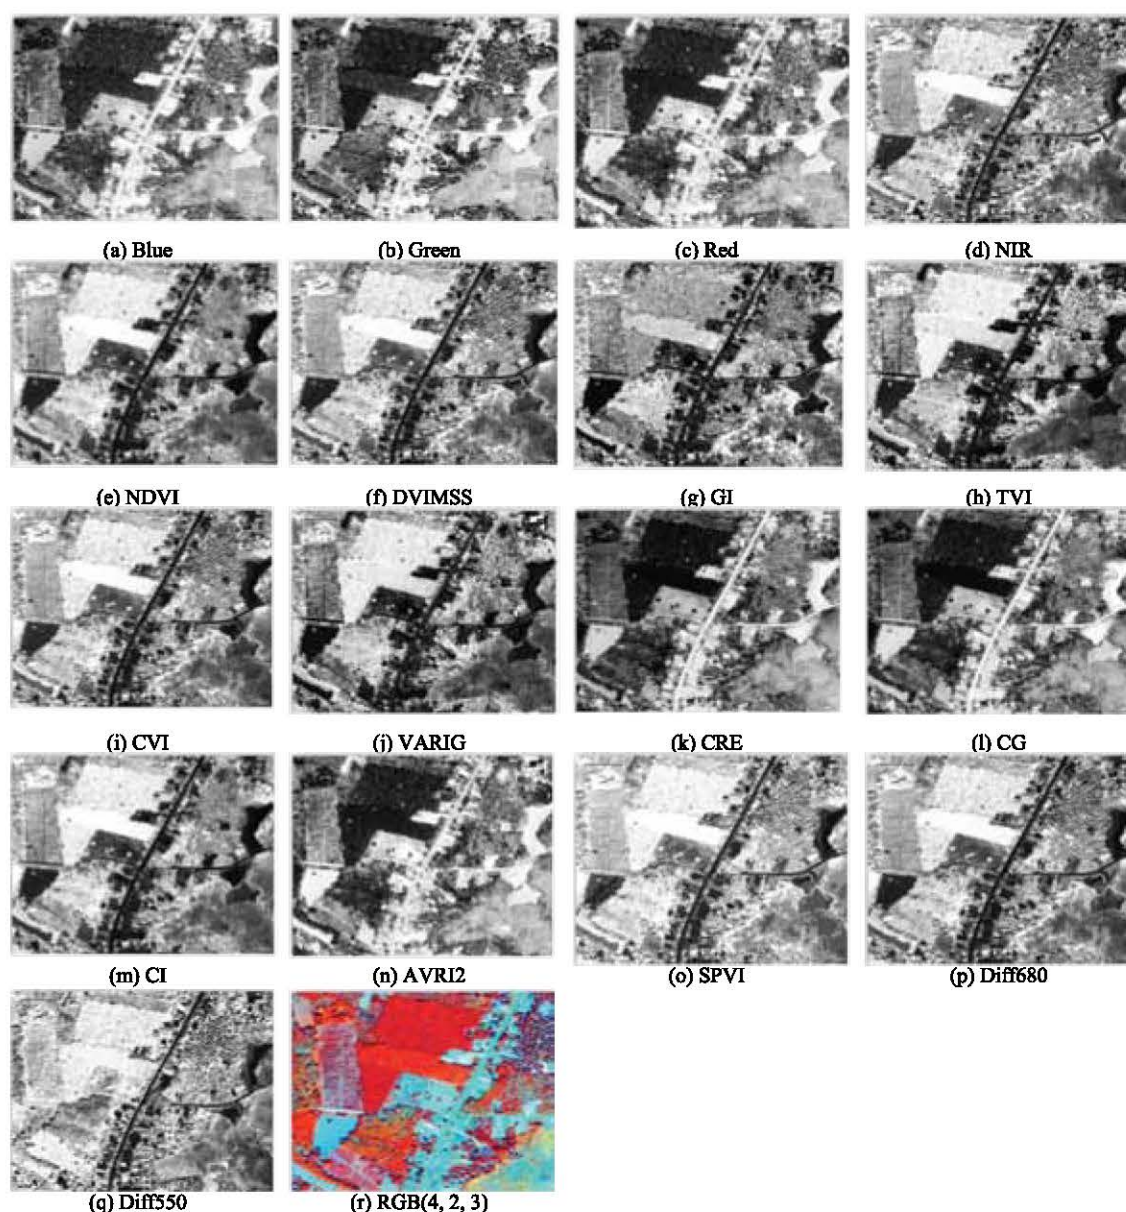 (a) Blue
(b) Green
(c) Red
(d) NIR
(e) NDVI
(f) DVIMSS
(g) GI
(h) TVI
(i) CVI
(j) VARIG
(k) CRE
(l) CG
(m) CI
(n) AVRI2
(o) SPVI
(p) Diff680
(q) Diff550
(r) RGB(4, 2, 3)